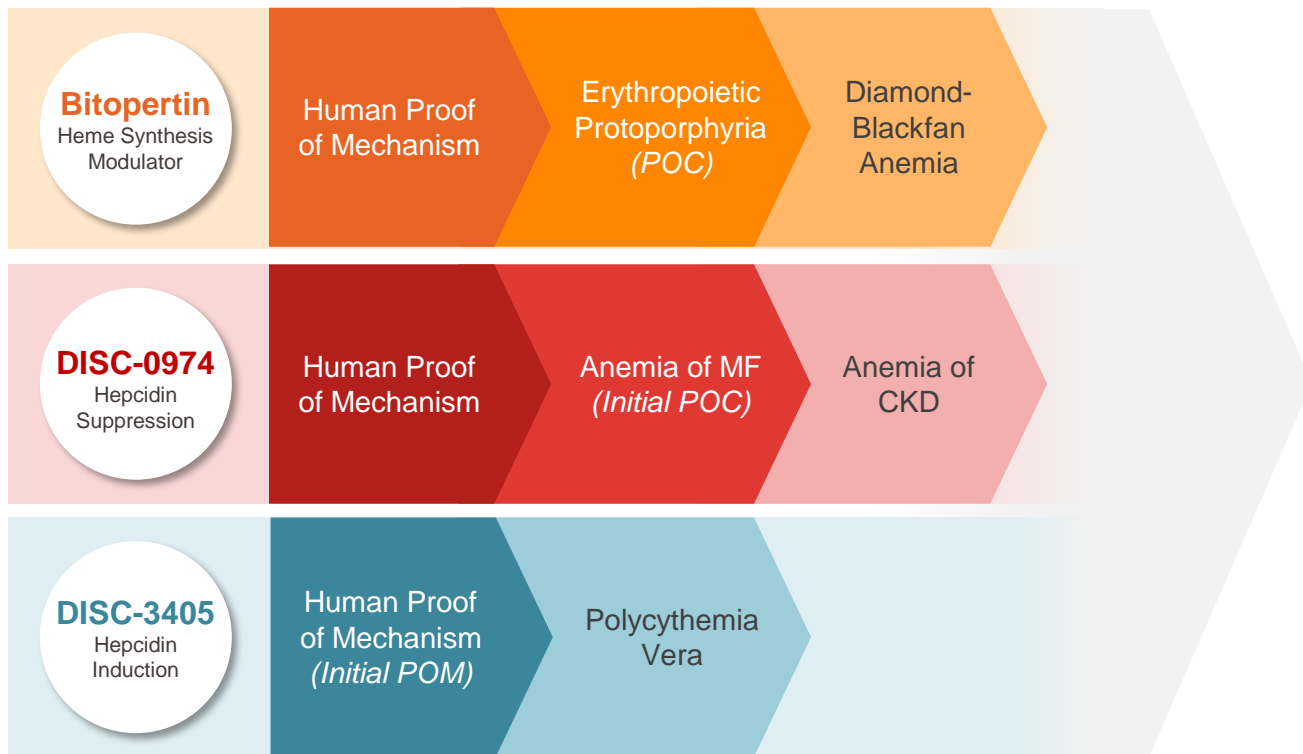 Bitopertin
Heme Synthesis
Modulator
Human Proof
of Mechanism
Erythropoietic
Protoporphyria
(POC)
Diamond-
Blackfan
Anemia
DISC-0974
Hepcidin
Suppression
Human Proof
of Mechanism
Anemia of MF
(Initial POC)
Anemia of
CKD
DISC-3405
Hepcidin
Induction
Human Proof
of Mechanism
(Initial POM)
Polycythemia
Vera